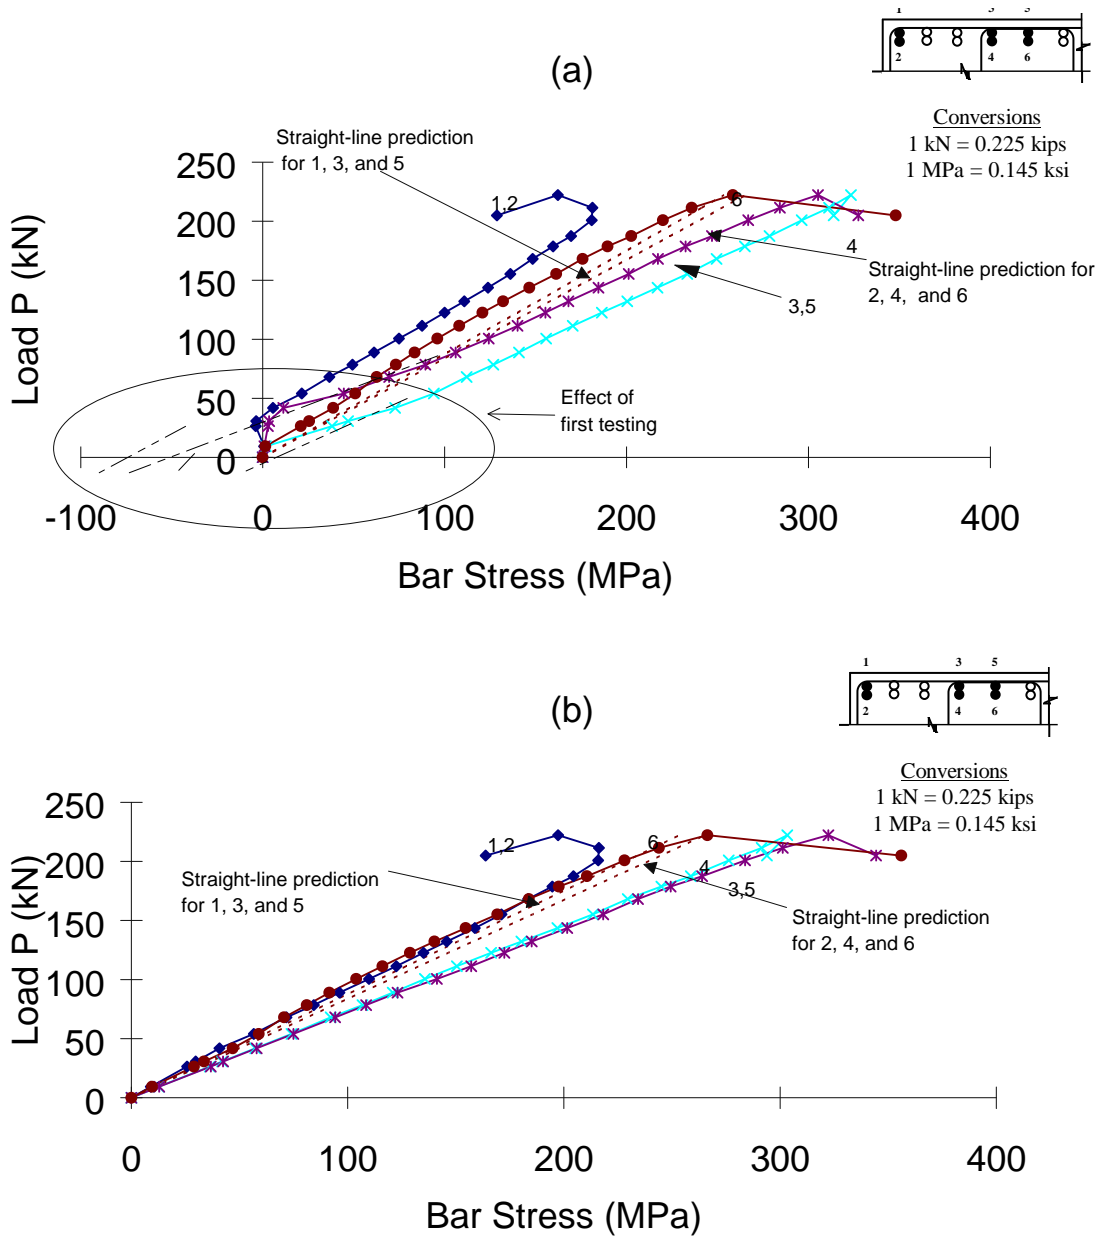 (a)
2
4
6
Conversions
1 kN = 0.225 kips
1 MPa = 0.145 ksi
Straight-line prediction
for 1, 3, and 5
250
200
150
100
50
0
Load P (kN)
1,2
6
4
Straight-line prediction for
2, 4, and 6
3,5
Effect of
first testing
-100
0
100
200
300
400
Bar Stress (MPa)
(b)
1
3
5
2
4
6
Conversions
1 kN = 0.225 kips
1 MPa = 0.145 ksi
250
200
150
100
50
0
Load P (kN)
1,2
6
4
3,5
Straight-line prediction
for 1, 3, and 5
Straight-line prediction
for 2, 4, and 6
0
100
200
300
400
Bar Stress (MPa)